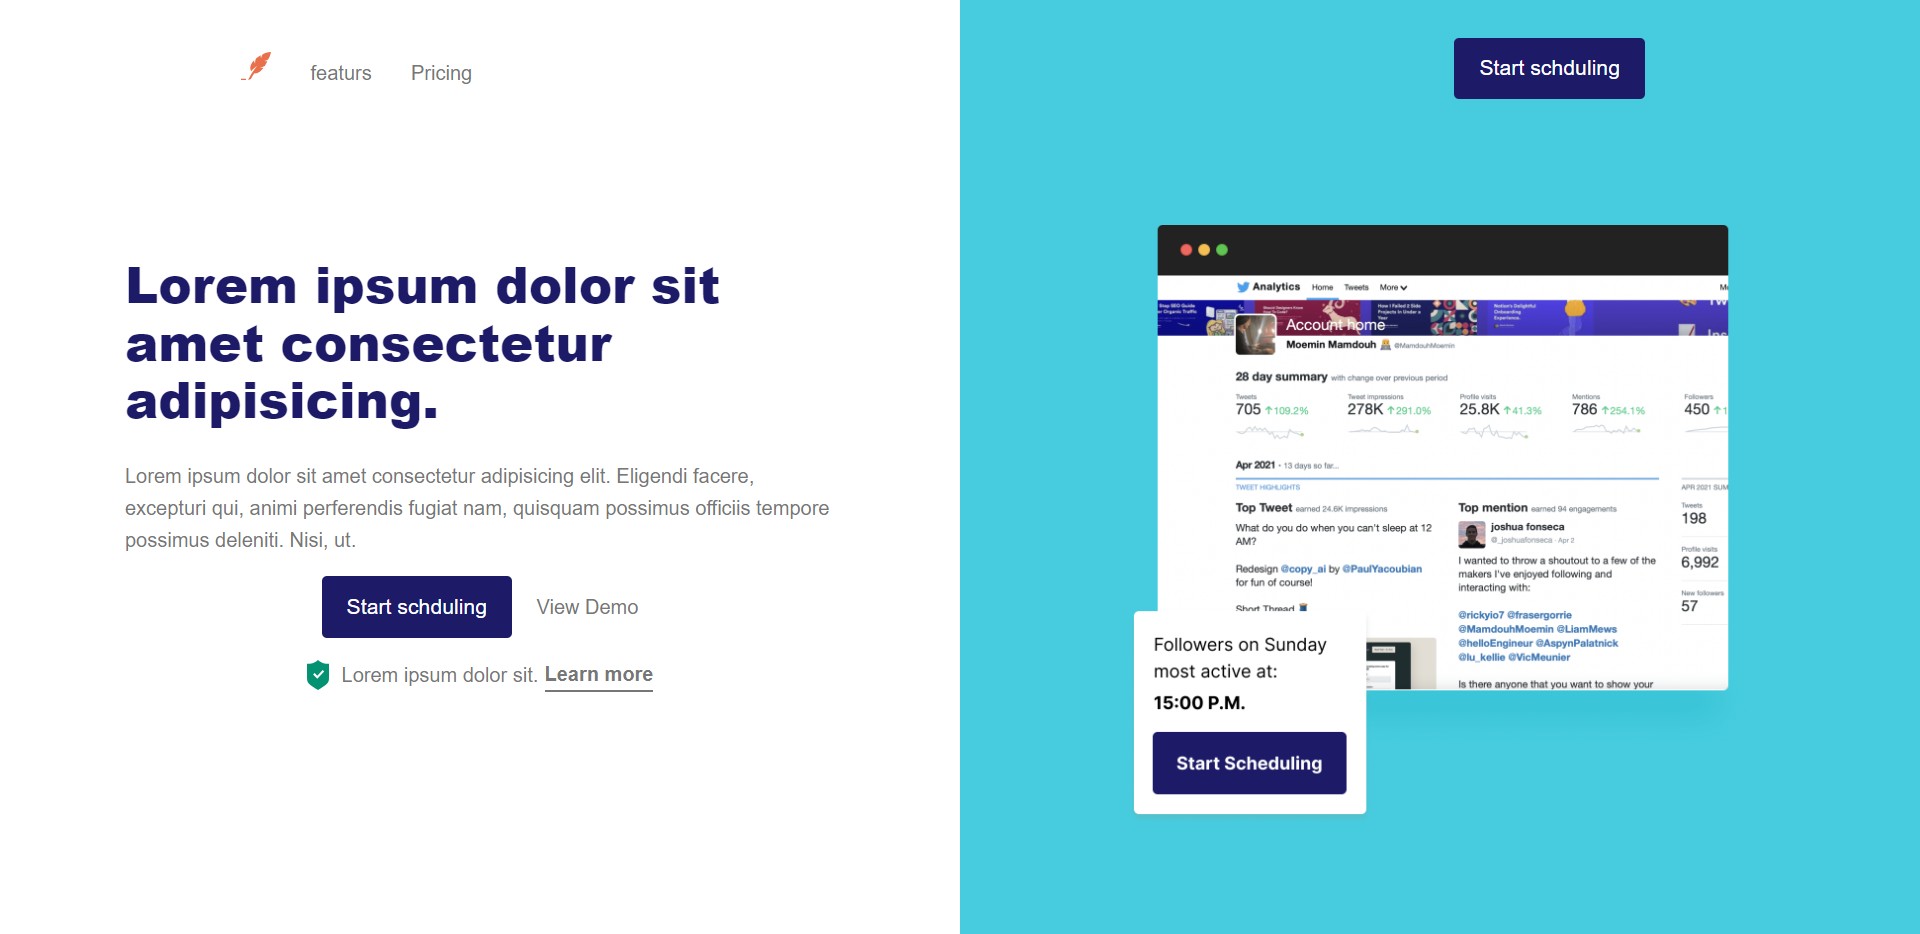 featurs
Pricing
Start schduling
Lorem ipsum dolor sit
amet consectetur
adipisicing.
Lorem ipsum dolor sit amet consectetur adipisicing elit. Eligendi facere,
excepturi qui, animi perferendis fugiat nam, quisquam possimus officiis tempore
possimus deleniti. Nisi, ut.
Start schduling
View Demo
Lorem ipsum dolor sit. Learn more
Analytics Home Tweets More
Account home
Moemin Mamdouh @MamdouhMoemin
28 day summary with change over previous period
Tweets
705 ↑109.2%
Tweet impressions
278K ↑291.0%
Profile visits
25.8K ↑41.3%
Mentions
786 ↑254.1%
Followers
450 ↑1
Apr 2021 • 13 days so far...
TWEET HIGHLIGHTS
Top Tweet earned 24.6K impressions
What do you do when you can't sleep at 12
AM?
Redesign @copy_ai by @PaulYacoubian
for fun of course!
Short Thread
Top mention earned 94 engagements
joshua fonseca
@_joshuafonseca · Apr 2
I wanted to throw a shoutout to a few of the
makers I've enjoyed following and
interacting with:
@rickyio7 @frasergorrie
@MamdouhMoemin @LiamMews
@helloEngineur @AspynPalatnick
@lu_kellie @VicMeunier
Is there anyone that you want to show your
APR 2021 SUM
Tweets
198
Profile visits
6,992
New followers
57
Followers on Sunday
most active at:
15:00 P.M.
Start Scheduling